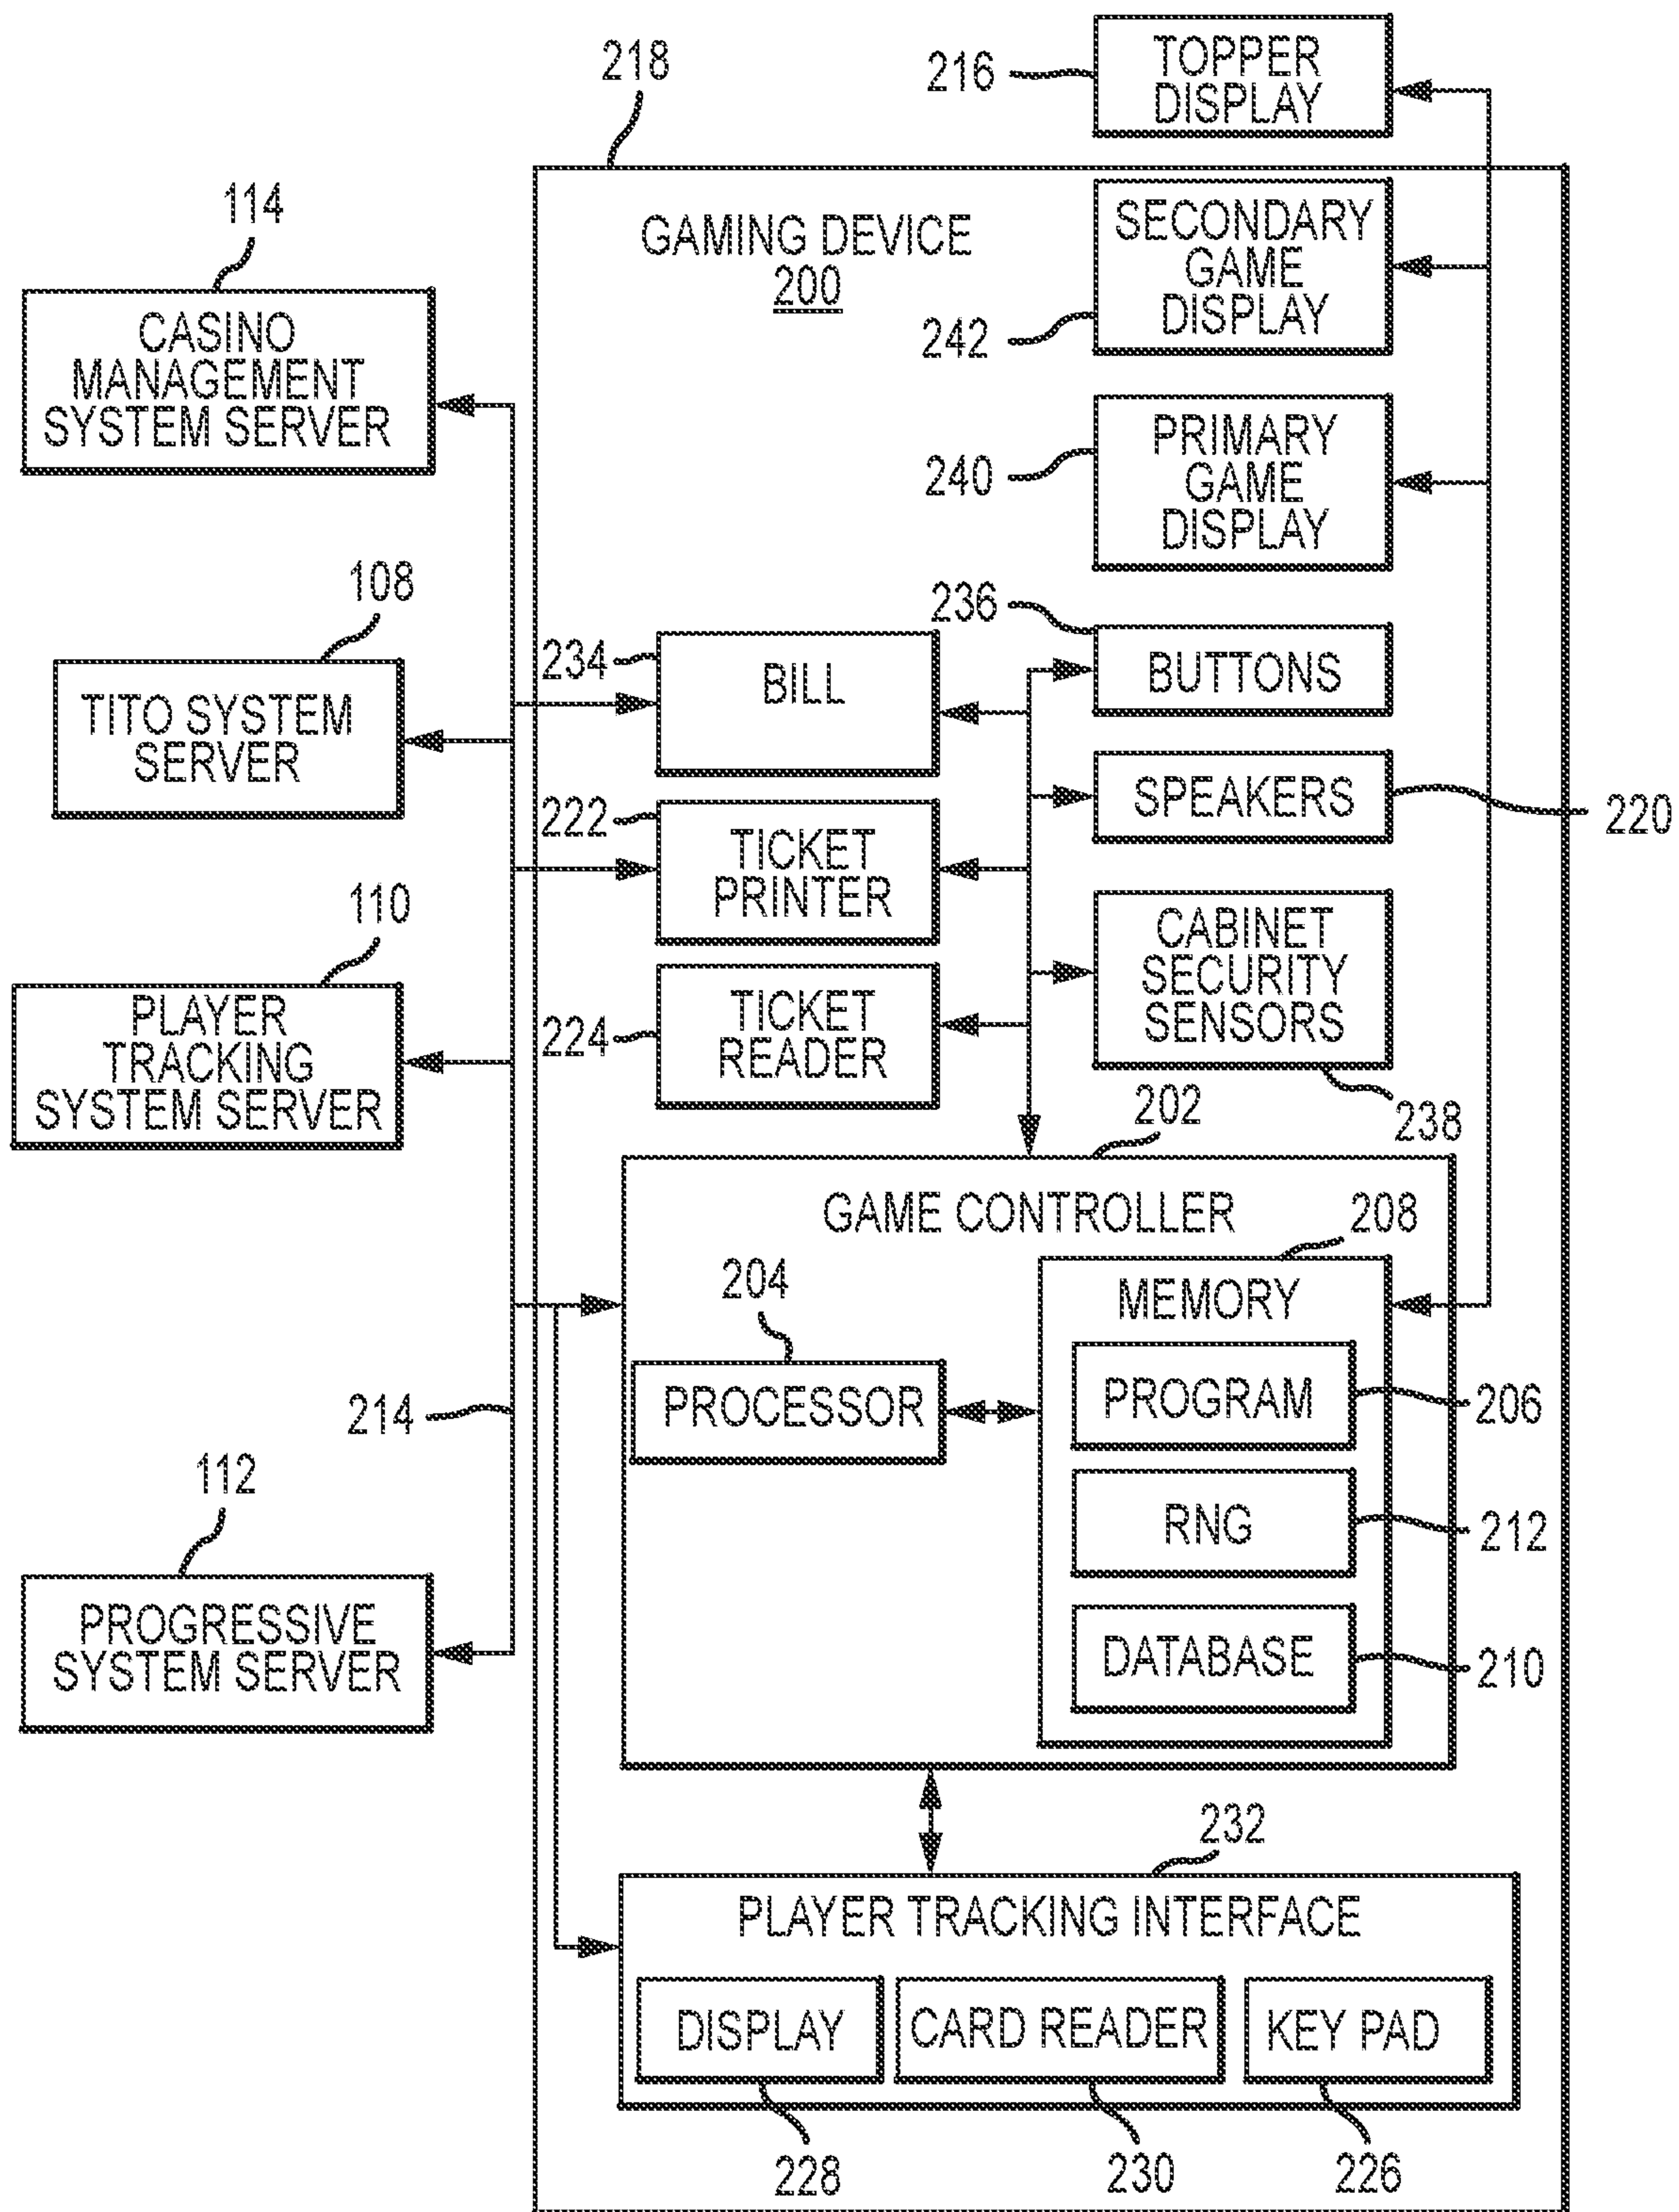 218
216
TOPPER
DISPLAY
114
GAMING DEVICE
200
SECONDARY
GAME
DISPLAY
242
CASINO
MANAGEMENT
SYSTEM SERVER
PRIMARY
GAME
DISPLAY
240
108
236
234
BILL
BUTTONS
TITO SYSTEM
SERVER
222
TICKET
PRINTER
SPEAKERS
220
110
CABINET
SECURITY
SENSORS
224
TICKET
READER
PLAYER
TRACKING
SYSTEM SERVER
202
238
GAME CONTROLLER
208
204
MEMORY
PROCESSOR
PROGRAM
206
214
112
RNG
212
PROGRESSIVE
SYSTEM SERVER
DATABASE
210
232
PLAYER TRACKING INTERFACE
DISPLAY
CARD READER
KEY PAD
228
230
226